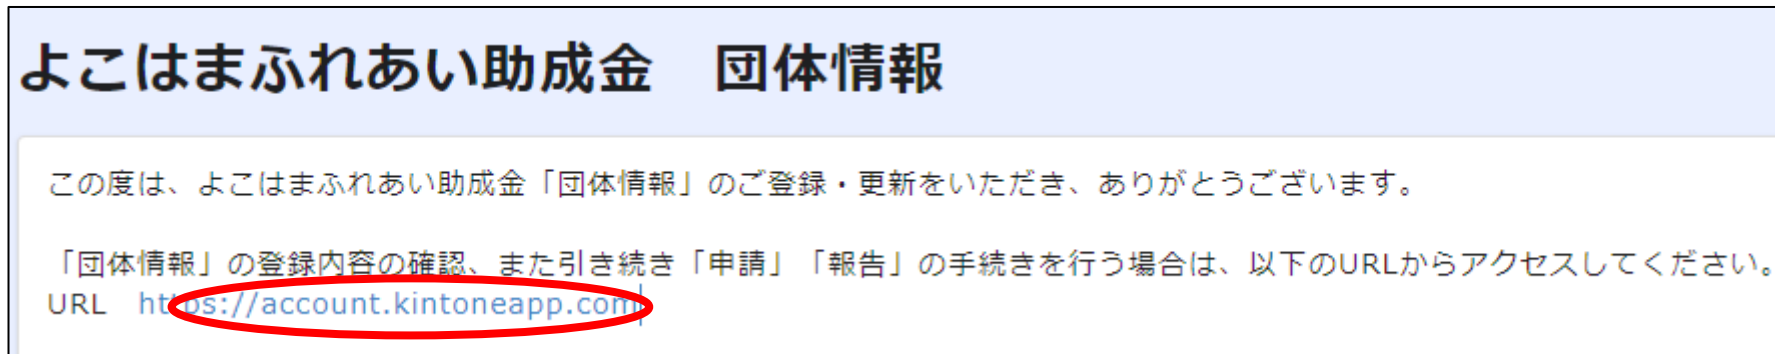 よこはまふれあい助成金　団体情報
この度は、よこはまふれあい助成金「団体情報」のご登録・更新をいただき、ありがとうございます。
「団体情報」の登録内容の確認、また引き続き「申請」「報告」の手続きを行う場合は、以下のURLからアクセスしてください。
URL　https://account.kintoneapp.com